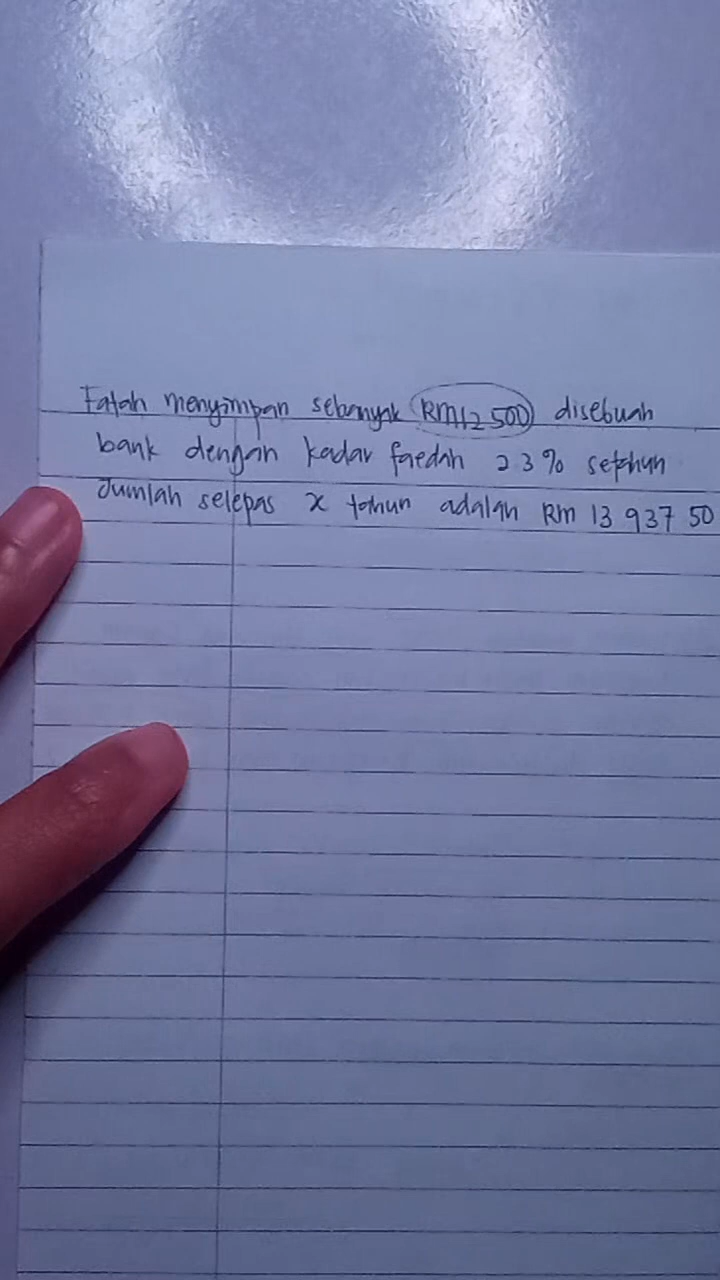 Fatah menyimpan sebanyak RM12 500 disebuah
bank dengan kadar faedah 2 3% setahun
Jumlah selepas x tahun adalah RM 13 937 50